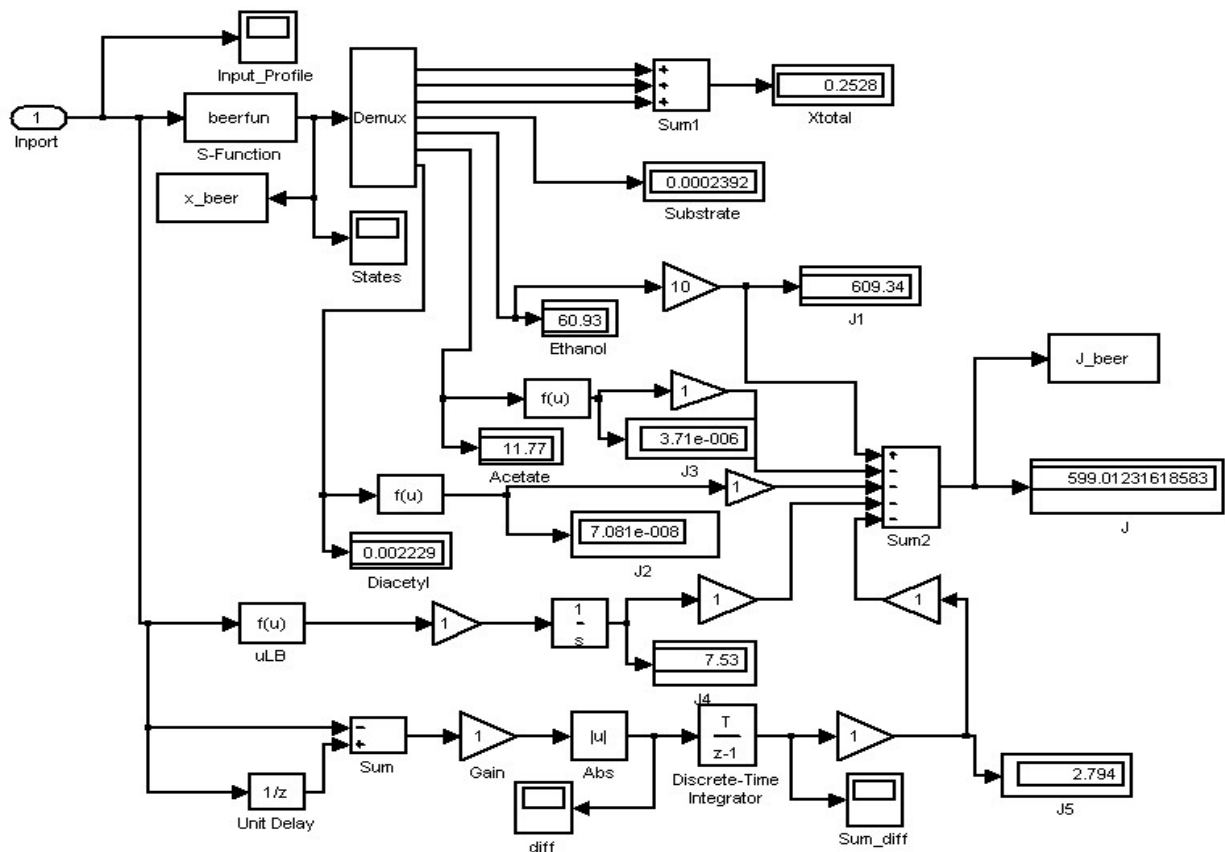 Input_Profile
1
Inport
beerfun
S-Function
Demux
+
+
+
Sum1
0.2528
Xtotal
x_beer
States
0.0002392
Substrate
10
609.34
J1
60.93
Ethanol
J_beer
f(u)
1
3.71e-006
J3
11.77
Acetate
f(u)
1
7.081e-008
J2
0.002229
Diacetyl
+
-
-
-
-
Sum2
599.01231618583
J
f(u)
uLB
1
1
s
1
7.53
J4
1
-
+
Sum
1
Gain
|u|
Abs
T
z-1
Discrete-Time
Integrator
1
2.794
J5
1/z
Unit Delay
diff
Sum_diff